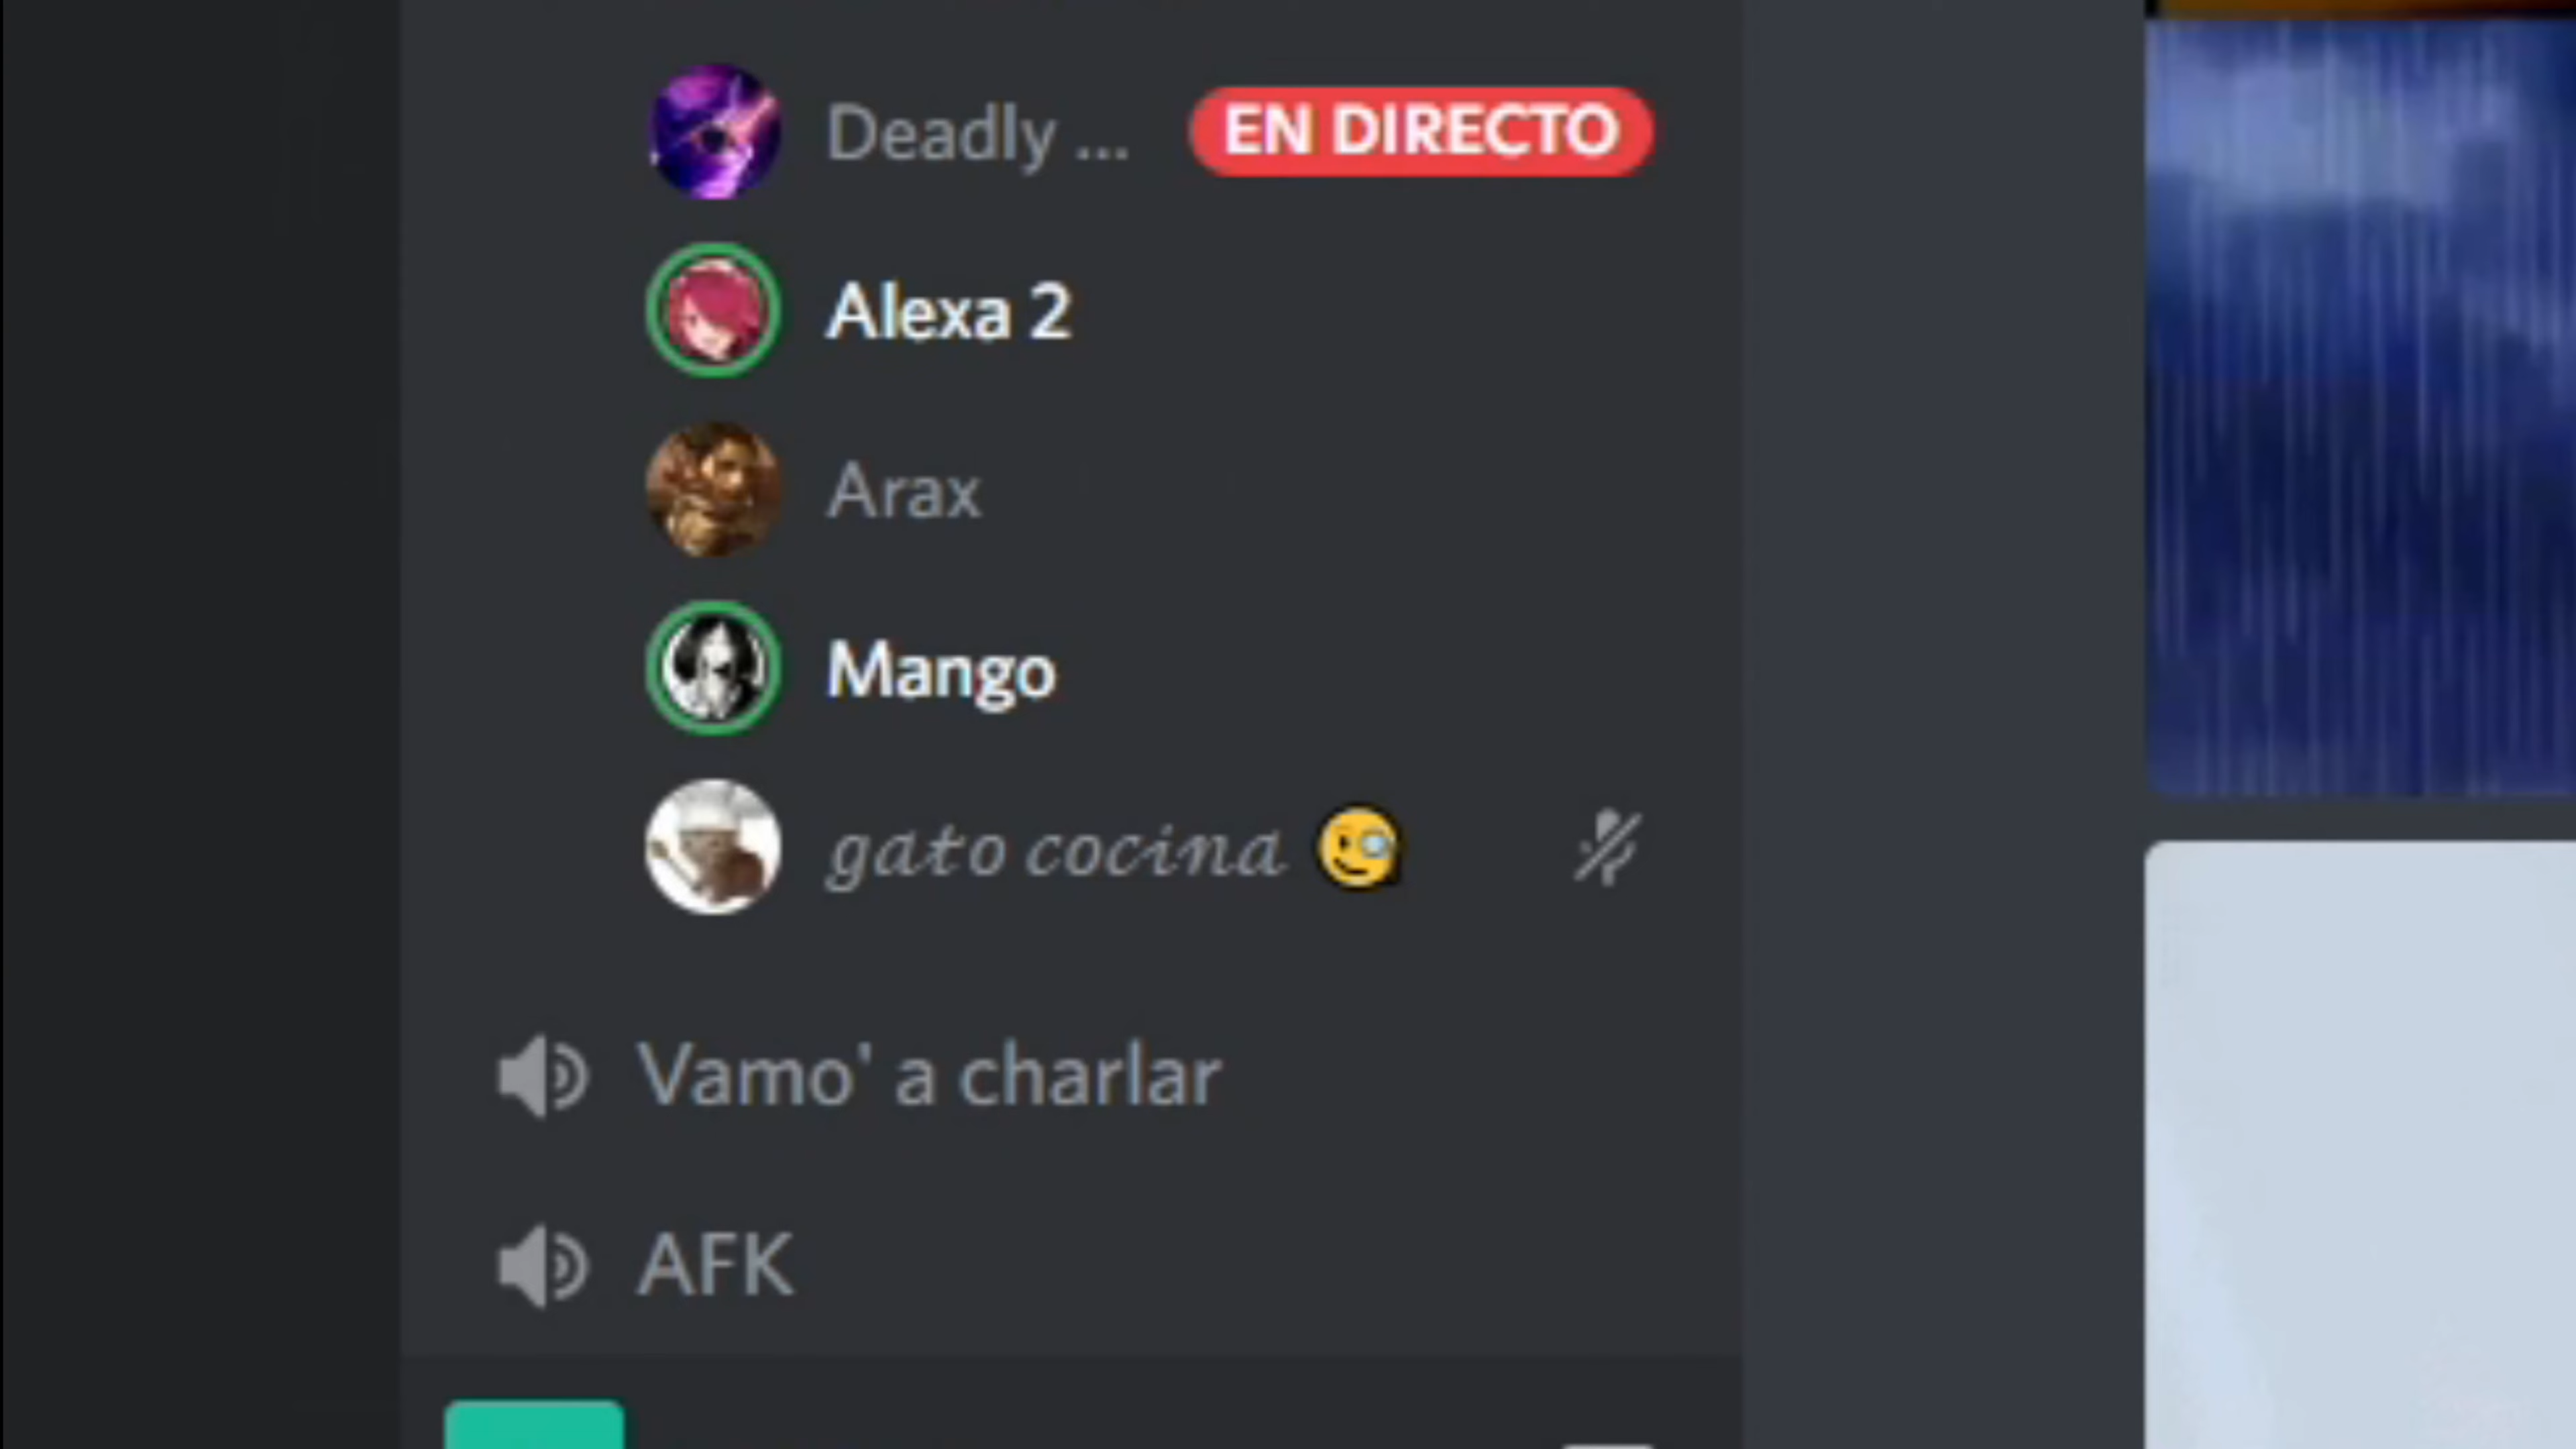 Deadly ... EN DIRECTO
Alexa 2
Arax
Mango
gato cocina 🧐
Vamo' a charlar
AFK